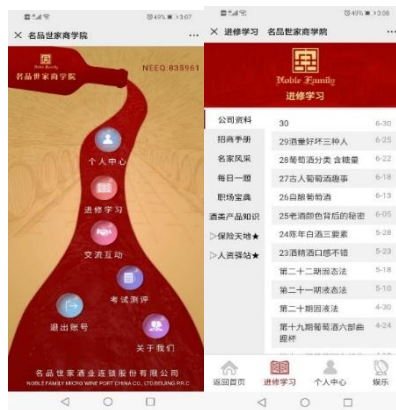 49% 3:07
× 名品世家商学院 ...
Noble Family
名品世家商学院
NEEQ:835961
个人中心
进修学习
交流互动
考试测评
退出账号
关于我们
名品世家酒业连锁股份有限公司
NOBLE FAMILY MICRO WINE PORT CHINA CO., LTD.BEIJING P.R.C
49% 3:08
× 进修学习 名品世家商学院 ...
Noble Family
进修学习
公司资料
招商手册
名家风采
每日一题
职场宝典
酒类产品知识
▷保险天地★
▷人资驿站★
30 6-30
29酒量好坏三种人 6-25
28葡萄酒分类 含糖量 6-22
27古人葡萄酒趣事 6-18
26自酿葡萄酒 6-13
25老酒颜色背后的秘密 6-05
24陈年白酒三要素 5-28
23酒精酒口感不错 5-23
第二十二期固态法 5-18
第二十一期液态法 5-10
第二十期固液法 4-30
第十九期葡萄酒六部曲 4-24
握杯
返回首页 进修学习 个人中心 娱乐